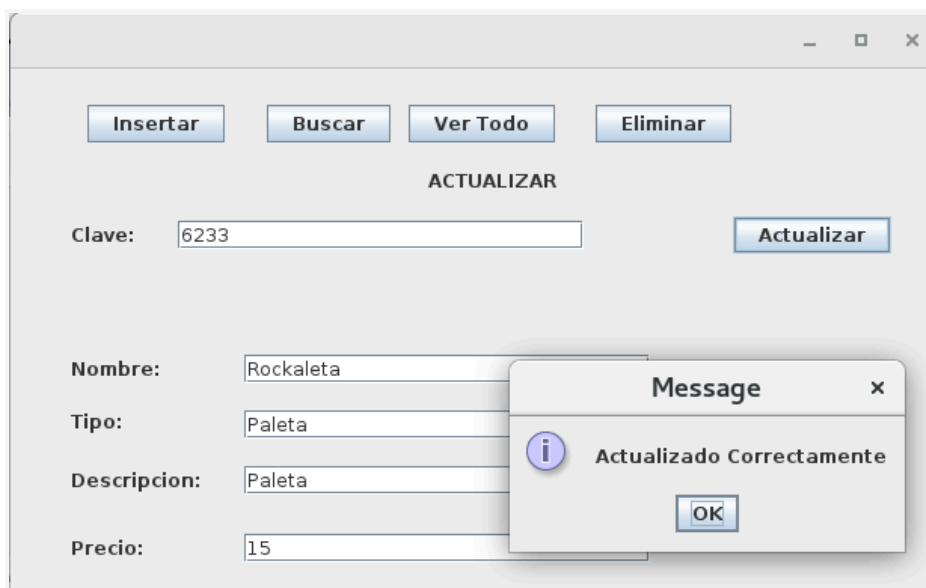 Insertar Buscar Ver Todo Eliminar
ACTUALIZAR
Clave: 6233 Actualizar
Nombre: Rockaleta
Tipo: Paleta
Descripcion: Paleta
Precio: 15
Message
i Actualizado Correctamente
OK